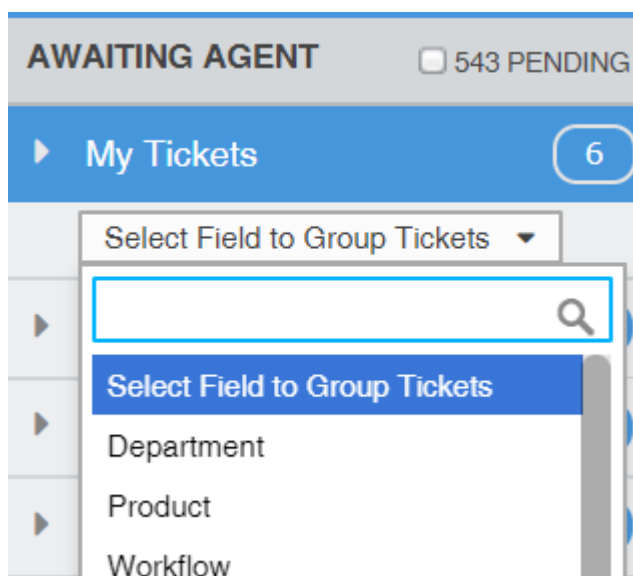 AWAITING AGENT 543 PENDING
My Tickets 6
Select Field to Group Tickets
Select Field to Group Tickets
Department
Product
Workflow